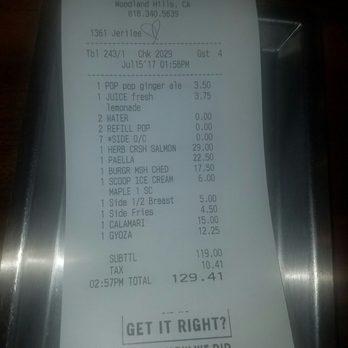 Woodland Hills, CA
818.340.5639
1361 Jerilee
Tbl 243/1 Chk 2029 Gst 4
Jul15'17 01:58PM
1 POP pop ginger ale 3.50
1 JUICE fresh 3.75
lemonade
2 WATER 0.00
2 REFILL POP 0.00
7 *SIDE O/C 0.00
1 HERB CRSH SALMON 29.00
1 PAELLA 22.50
1 BURGR MSH CHED 17.50
1 SCOOP ICE CREAM 6.00
MAPLE 1 SC
1 Side 1/2 Breast 5.00
1 Side Fries 4.50
1 CALAMARI 15.00
1 GYOZA 12.25
SUBTTL 119.00
TAX 10.41
02:57PM TOTAL 129.41
GET IT RIGHT?